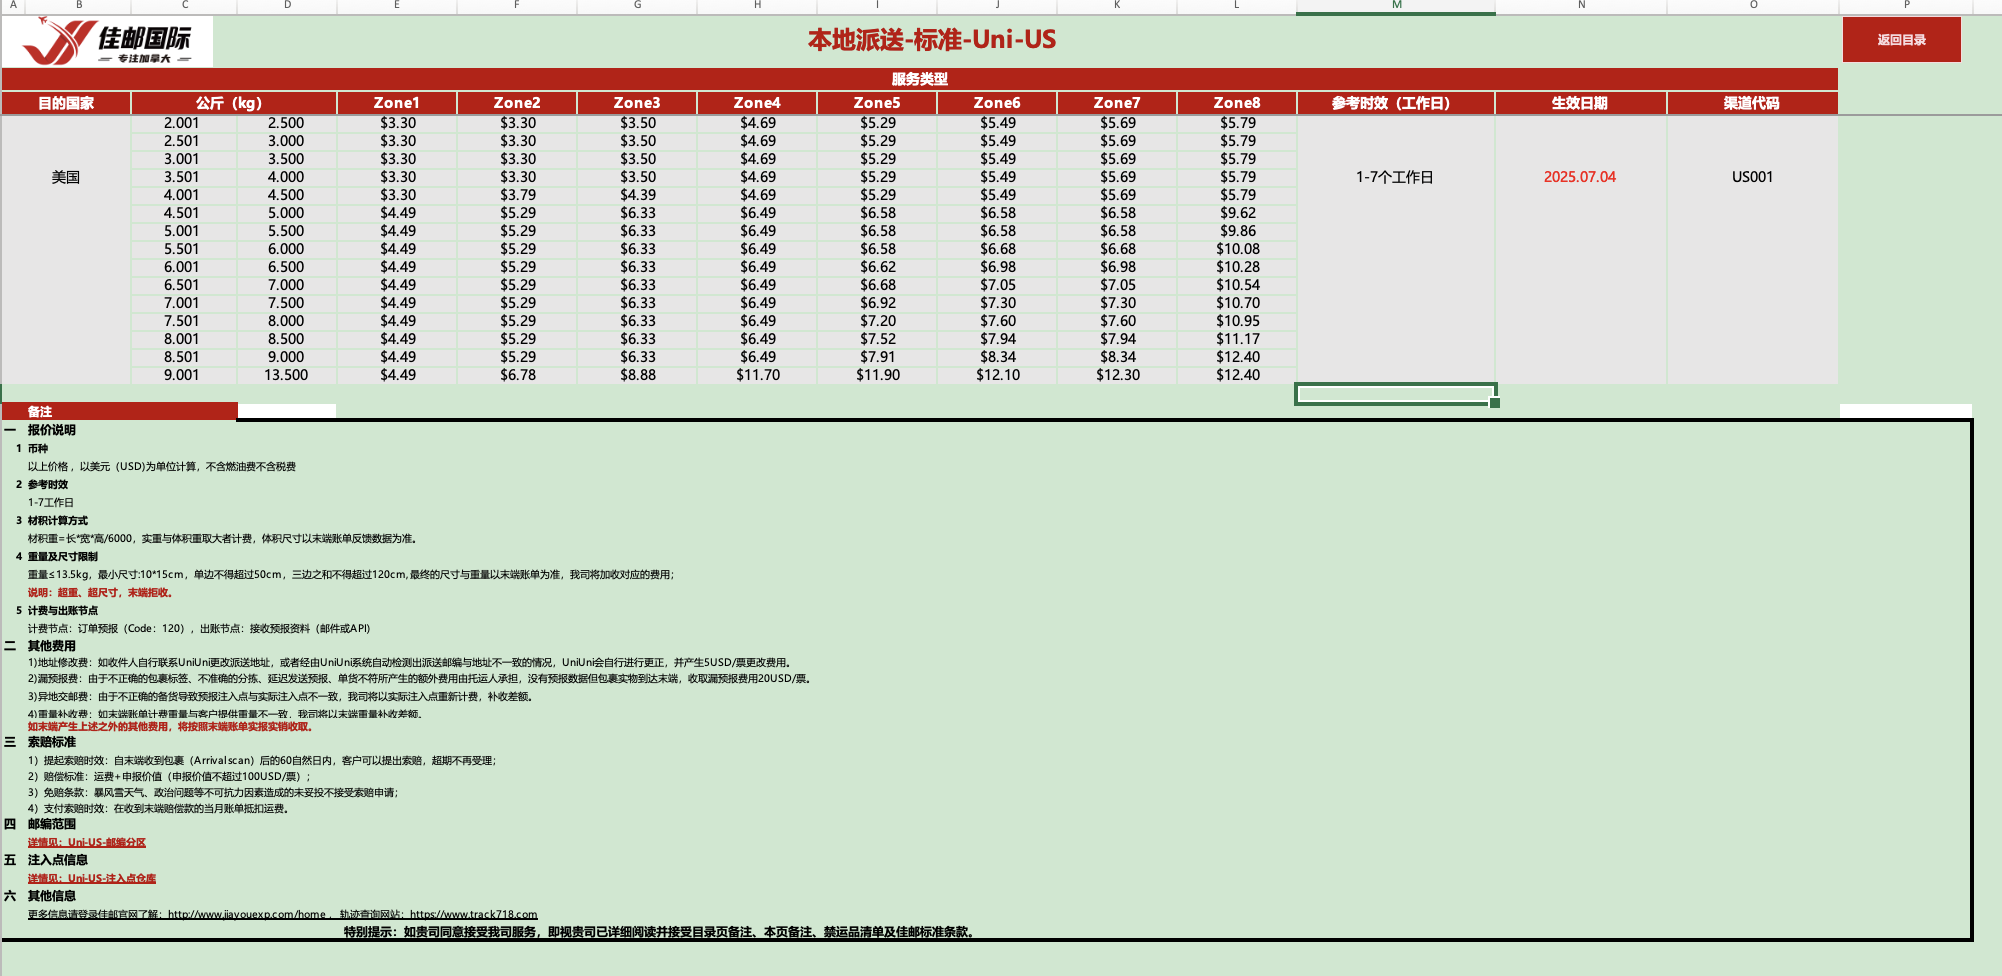 A B C D E F G H I J K L M N O P
佳邮国际
专注加拿大
本地派送-标准-Uni-US
返回目录
服务类型
目的国家 公斤（kg） Zone1 Zone2 Zone3 Zone4 Zone5 Zone6 Zone7 Zone8 参考时效（工作日） 生效日期 渠道代码
2.001 2.500 $3.30 $3.30 $3.50 $4.69 $5.29 $5.49 $5.69 $5.79
2.501 3.000 $3.30 $3.30 $3.50 $4.69 $5.29 $5.49 $5.69 $5.79
3.001 3.500 $3.30 $3.30 $3.50 $4.69 $5.29 $5.49 $5.69 $5.79
美国 3.501 4.000 $3.30 $3.30 $3.50 $4.69 $5.29 $5.49 $5.69 $5.79 1-7个工作日 2025.07.04 US001
4.001 4.500 $3.30 $3.79 $4.39 $4.69 $5.29 $5.49 $5.69 $5.79
4.501 5.000 $4.49 $5.29 $6.33 $6.49 $6.58 $6.58 $6.58 $9.62
5.001 5.500 $4.49 $5.29 $6.33 $6.49 $6.58 $6.58 $6.58 $9.86
5.501 6.000 $4.49 $5.29 $6.33 $6.49 $6.58 $6.68 $6.68 $10.08
6.001 6.500 $4.49 $5.29 $6.33 $6.49 $6.62 $6.98 $6.98 $10.28
6.501 7.000 $4.49 $5.29 $6.33 $6.49 $6.68 $7.05 $7.05 $10.54
7.001 7.500 $4.49 $5.29 $6.33 $6.49 $6.92 $7.30 $7.30 $10.70
7.501 8.000 $4.49 $5.29 $6.33 $6.49 $7.20 $7.60 $7.60 $10.95
8.001 8.500 $4.49 $5.29 $6.33 $6.49 $7.52 $7.94 $7.94 $11.17
8.501 9.000 $4.49 $5.29 $6.33 $6.49 $7.91 $8.34 $8.34 $12.40
9.001 13.500 $4.49 $6.78 $8.88 $11.70 $11.90 $12.10 $12.30 $12.40
备注
一 报价说明
1 币种
以上价格，以美元（USD)为单位计算，不含燃油费不含税费
2 参考时效
1-7工作日
3 材积计算方式
材积重=长*宽*高/6000，实重与体积重取大者计费，体积尺寸以末端账单反馈数据为准。
4 重量及尺寸限制
重量≤13.5kg，最小尺寸:10*15cm，单边不得超过50cm，三边之和不得超过120cm,最终的尺寸与重量以末端账单为准，我司将加收对应的费用；
说明：超重、超尺寸，末端拒收。
5 计费与出账节点
计费节点：订单预报（Code：120），出账节点：接收预报资料（邮件或API）
二 其他费用
1)地址修改费：如收件人自行联系UniUni更改派送地址，或者经由UniUni系统自动检测出派送邮编与地址不一致的情况，UniUni会自行进行更正，并产生5USD/票更改费用。
2)漏预报费：由于不正确的包裹标签、不准确的分拣、延迟发送预报、单货不符所产生的额外费用由托运人承担，没有预报数据但包裹实物到达末端，收取漏预报费用20USD/票。
3)异地交邮费：由于不正确的备货导致预报注入点与实际注入点不一致，我司将以实际注入点重新计费，补收差额。
4)重量补收费：如末端账单计费重量与客户提供重量不一致，我司将以末端重量补收差额。
如末端产生上述之外的其他费用，将按照末端账单实报实销收取。
三 索赔标准
1）提起索赔时效：自末端收到包裹（Arrival scan）后的60自然日内，客户可以提出索赔，超期不再受理；
2）赔偿标准：运费+申报价值（申报价值不超过100USD/票）；
3）免赔条款：暴风雪天气、政治问题等不可抗力因素造成的未妥投不接受索赔申请；
4）支付索赔时效：在收到末端赔偿款的当月账单抵扣运费。
四 邮编范围
详情见：Uni-US-邮编分区
五 注入点信息
详情见：Uni-US-注入点仓库
六 其他信息
更多信息请登录佳邮官网了解：http://www.jiayouexp.com/home ， 轨迹查询网站：https://www.track718.com
特别提示：如贵司同意接受我司服务，即视贵司已详细阅读并接受目录页备注、本页备注、禁运品清单及佳邮标准条款。